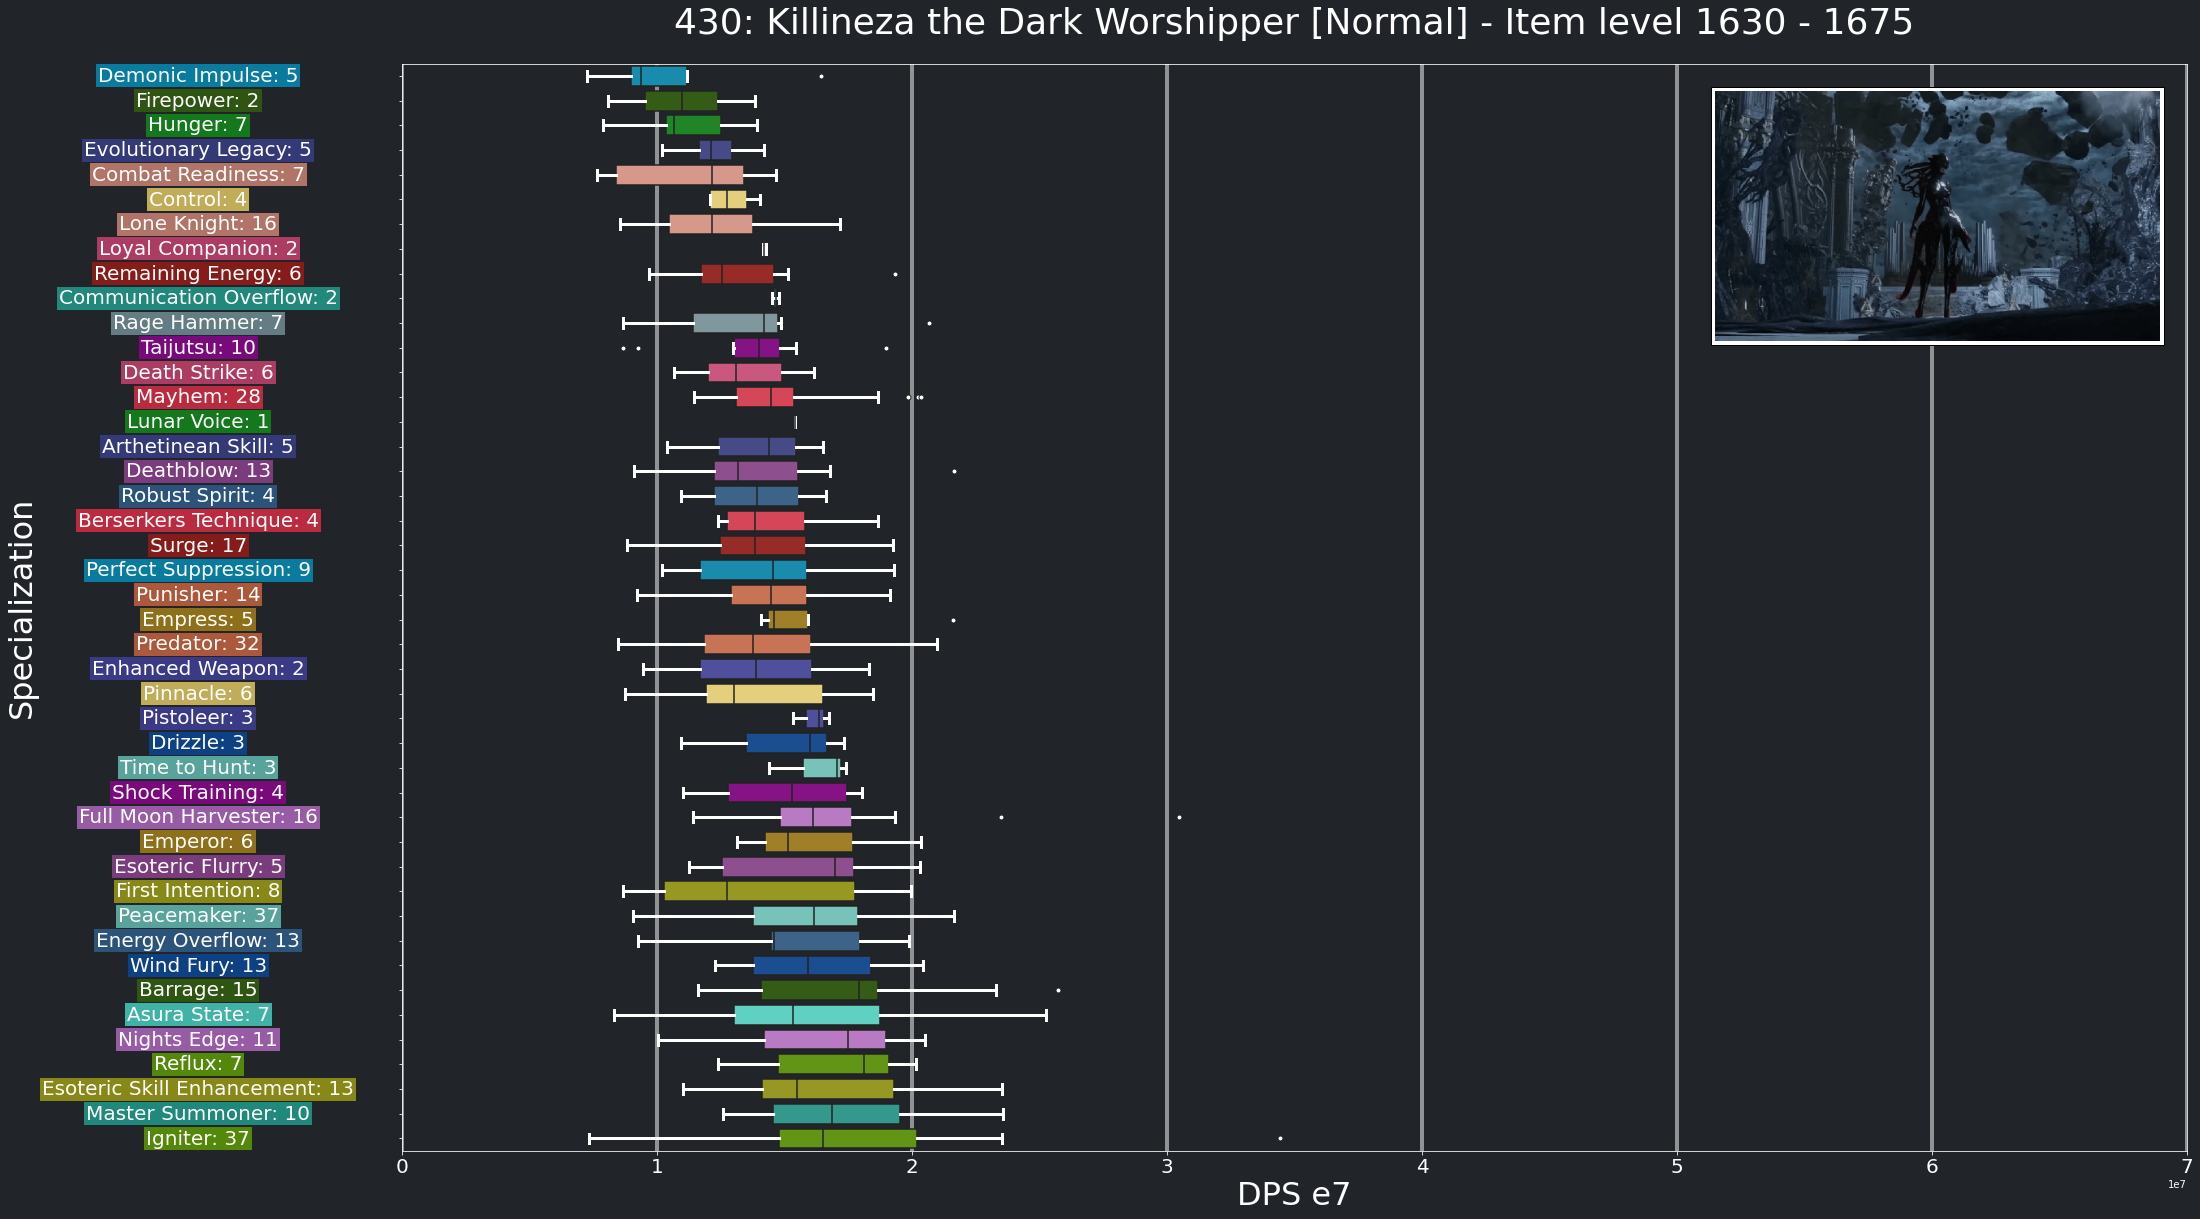 430: Killineza the Dark Worshipper [Normal] - Item level 1630 - 1675
Demonic Impulse: 5
Firepower: 2
Hunger: 7
Evolutionary Legacy: 5
Combat Readiness: 7
Control: 4
Lone Knight: 16
Loyal Companion: 2
Remaining Energy: 6
Communication Overflow: 2
Rage Hammer: 7
Taijutsu: 10
Death Strike: 6
Mayhem: 28
Lunar Voice: 1
Arthetinean Skill: 5
Deathblow: 13
Robust Spirit: 4
Berserkers Technique: 4
Surge: 17
Perfect Suppression: 9
Punisher: 14
Empress: 5
Predator: 32
Enhanced Weapon: 2
Pinnacle: 6
Pistoleer: 3
Drizzle: 3
Time to Hunt: 3
Shock Training: 4
Full Moon Harvester: 16
Emperor: 6
Esoteric Flurry: 5
First Intention: 8
Peacemaker: 37
Energy Overflow: 13
Wind Fury: 13
Barrage: 15
Asura State: 7
Nights Edge: 11
Reflux: 7
Esoteric Skill Enhancement: 13
Master Summoner: 10
Igniter: 37
Specialization
0 1 2 3 4 5 6 7
1e7
DPS e7